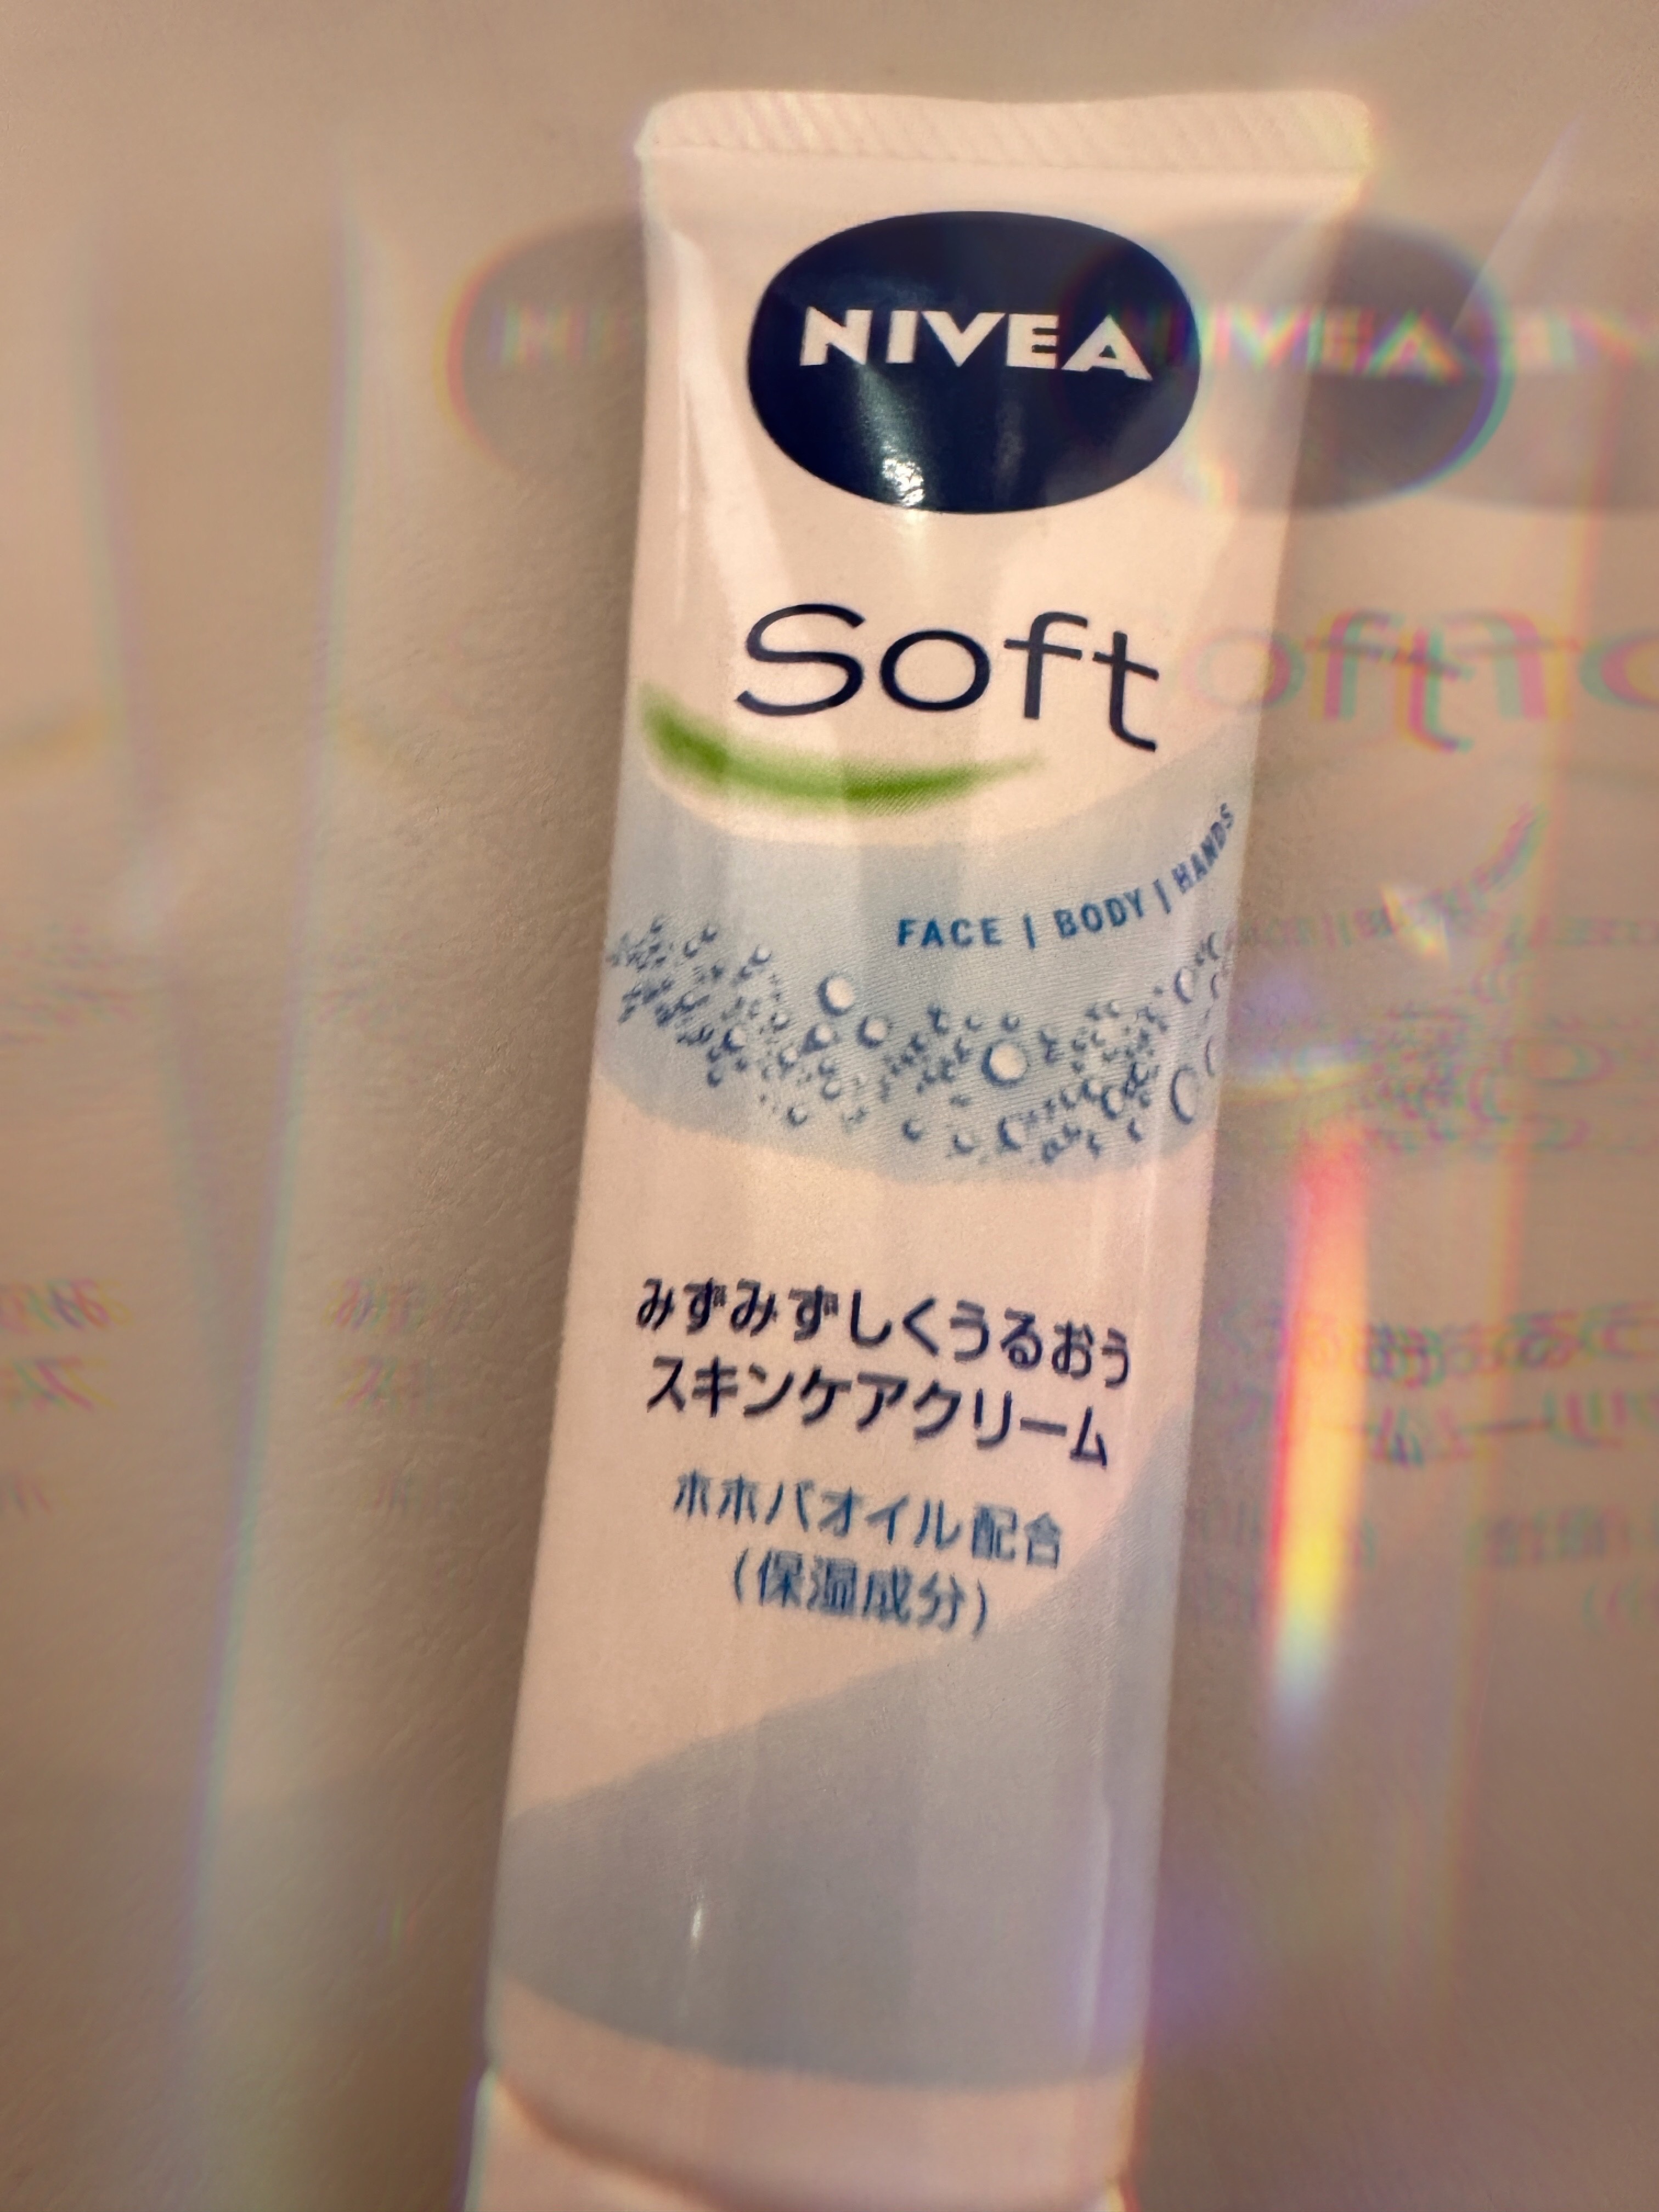 NIVEA
Soft
FACE | BODY | HANDS
みずみずしくうるおう
スキンケアクリーム
ホホバオイル配合
(保湿成分)